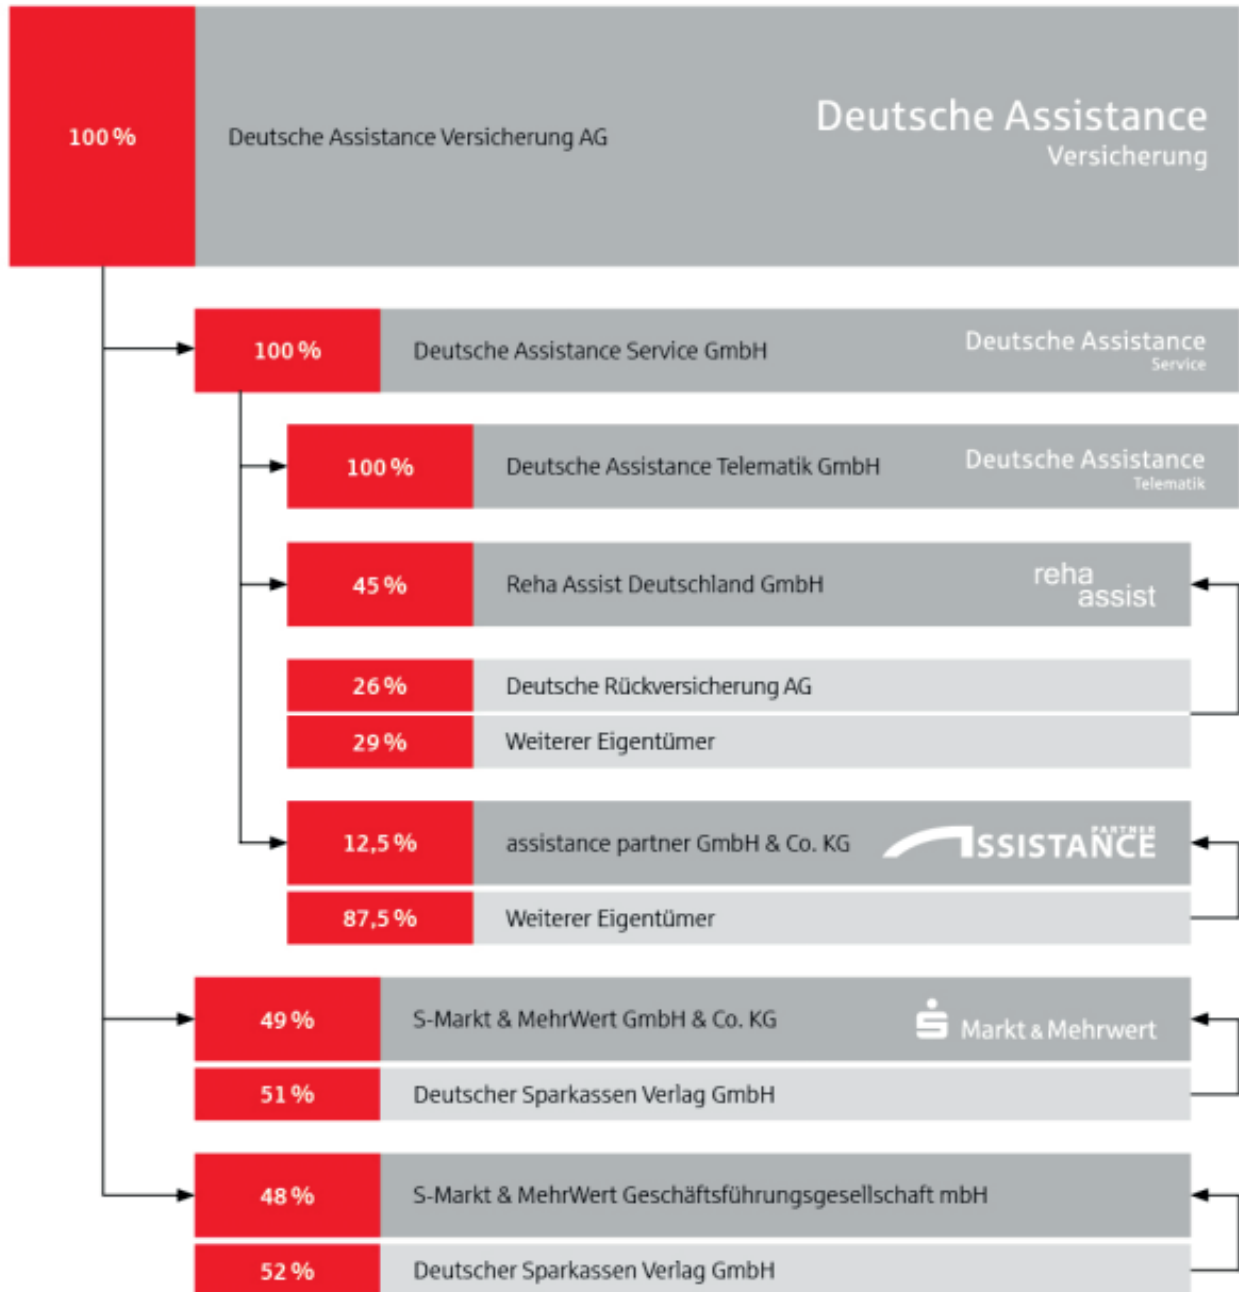 100 %
Deutsche Assistance Versicherung AG
Deutsche Assistance
Versicherung
100 %
Deutsche Assistance Service GmbH
Deutsche Assistance
Service
100 %
Deutsche Assistance Telematik GmbH
Deutsche Assistance
Telematik
45 %
Reha Assist Deutschland GmbH
reha
assist
26 %
Deutsche Rückversicherung AG
29 %
Weiterer Eigentümer
12,5 %
assistance partner GmbH & Co. KG
PARTNER
ASSISTANCE
87,5 %
Weiterer Eigentümer
49 %
S-Markt & MehrWert GmbH & Co. KG
S Markt & Mehrwert
51 %
Deutscher Sparkassen Verlag GmbH
48 %
S-Markt & MehrWert Geschäftsführungsgesellschaft mbH
52 %
Deutscher Sparkassen Verlag GmbH